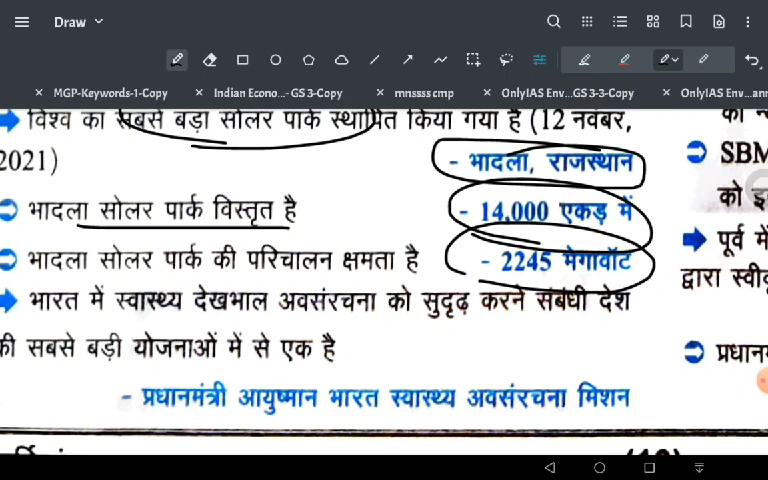 Draw
MGP-Keywords-1-Copy
Indian Econo...- GS 3-Copy
mnssss cmp
OnlyIAS Env...GS 3-3-Copy
OnlyIAS Env...ann
विश्व का सबसे बड़ा सोलर पार्क स्थापित किया गया है (12 नवंबर,
2021)
- भादला, राजस्थान
भादला सोलर पार्क विस्तृत है
- 14,000 एकड़ में
भादला सोलर पार्क की परिचालन क्षमता है
- 2245 मेगावॉट
भारत में स्वास्थ्य देखभाल अवसंरचना को सुदृढ़ करने संबंधी देश
की सबसे बड़ी योजनाओं में से एक है
- प्रधानमंत्री आयुष्मान भारत स्वास्थ्य अवसंरचना मिशन
SBM
को इ
पूर्व में
द्वारा स्वीकृ
प्रधानम